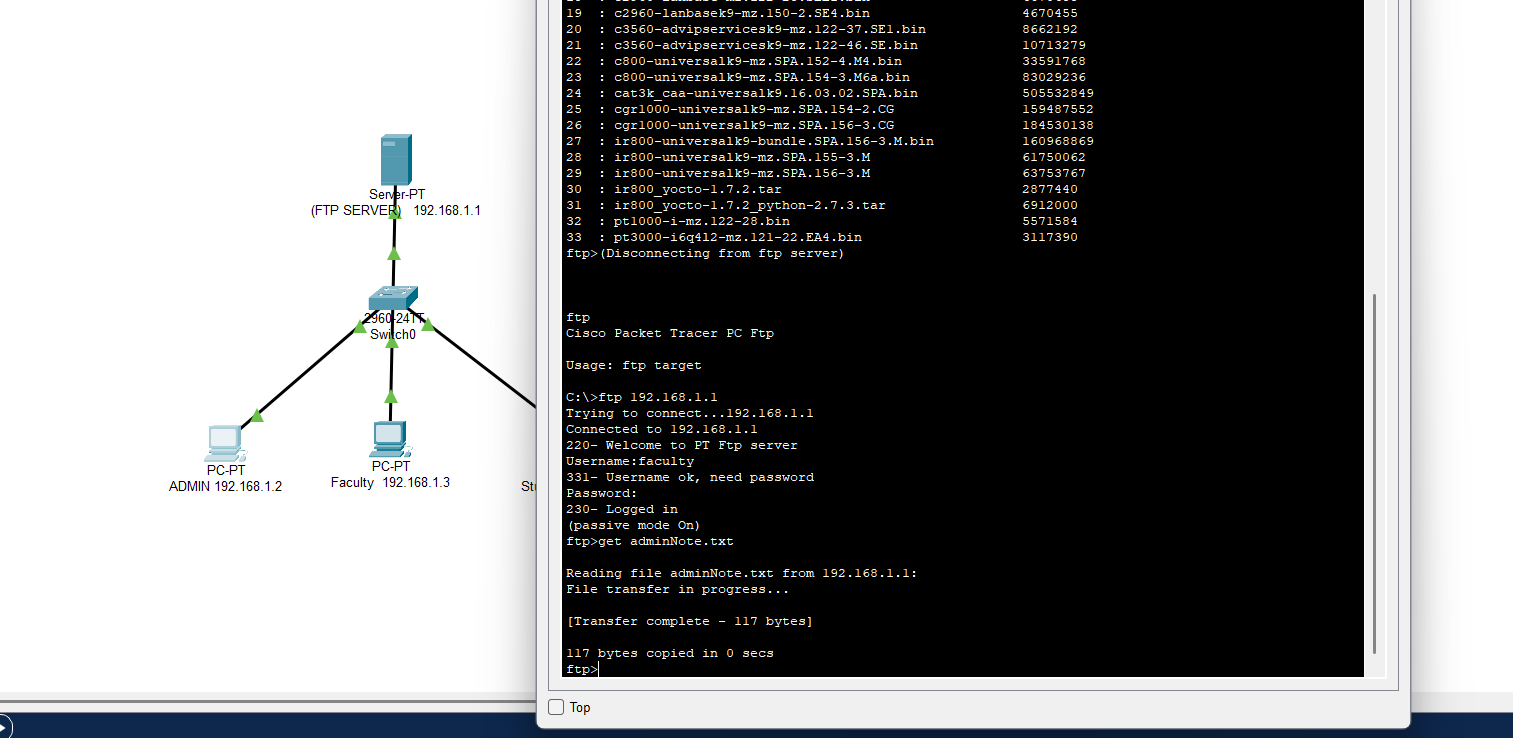 19  : c2960-lanbasek9-mz.150-2.SE4.bin 4670455
20  : c3560-advipservicesk9-mz.122-37.SE1.bin 8662192
21  : c3560-advipservicesk9-mz.122-46.SE.bin 10713279
22  : c800-universalk9-mz.SPA.152-4.M4.bin 33591768
23  : c800-universalk9-mz.SPA.154-3.M6a.bin 83029236
24  : cat3k_caa-universalk9.16.03.02.SPA.bin 505532849
25  : cgr1000-universalk9-mz.SPA.154-2.CG 159487552
26  : cgr1000-universalk9-mz.SPA.156-3.CG 184530138
27  : ir800-universalk9-bundle.SPA.156-3.M.bin 160968869
28  : ir800-universalk9-mz.SPA.155-3.M 61750062
29  : ir800-universalk9-mz.SPA.156-3.M 63753767
30  : ir800_yocto-1.7.2.tar 2877440
31  : ir800_yocto-1.7.2_python-2.7.3.tar 6912000
32  : pt1000-i-mz.122-28.bin 5571584
33  : pt3000-i6q4l2-mz.121-22.EA4.bin 3117390
ftp>(Disconnecting from ftp server)
ftp
Cisco Packet Tracer PC Ftp
Usage: ftp target
C:\>ftp 192.168.1.1
Trying to connect...192.168.1.1
Connected to 192.168.1.1
220- Welcome to PT Ftp server
Username:faculty
331- Username ok, need password
Password:
230- Logged in
(passive mode On)
ftp>get adminNote.txt
Reading file adminNote.txt from 192.168.1.1:
File transfer in progress...
[Transfer complete - 117 bytes]
117 bytes copied in 0 secs
ftp>
Top
Server-PT
(FTP SERVER) 192.168.1.1
2960-24TT
Switch0
PC-PT
ADMIN 192.168.1.2
PC-PT
Faculty 192.168.1.3